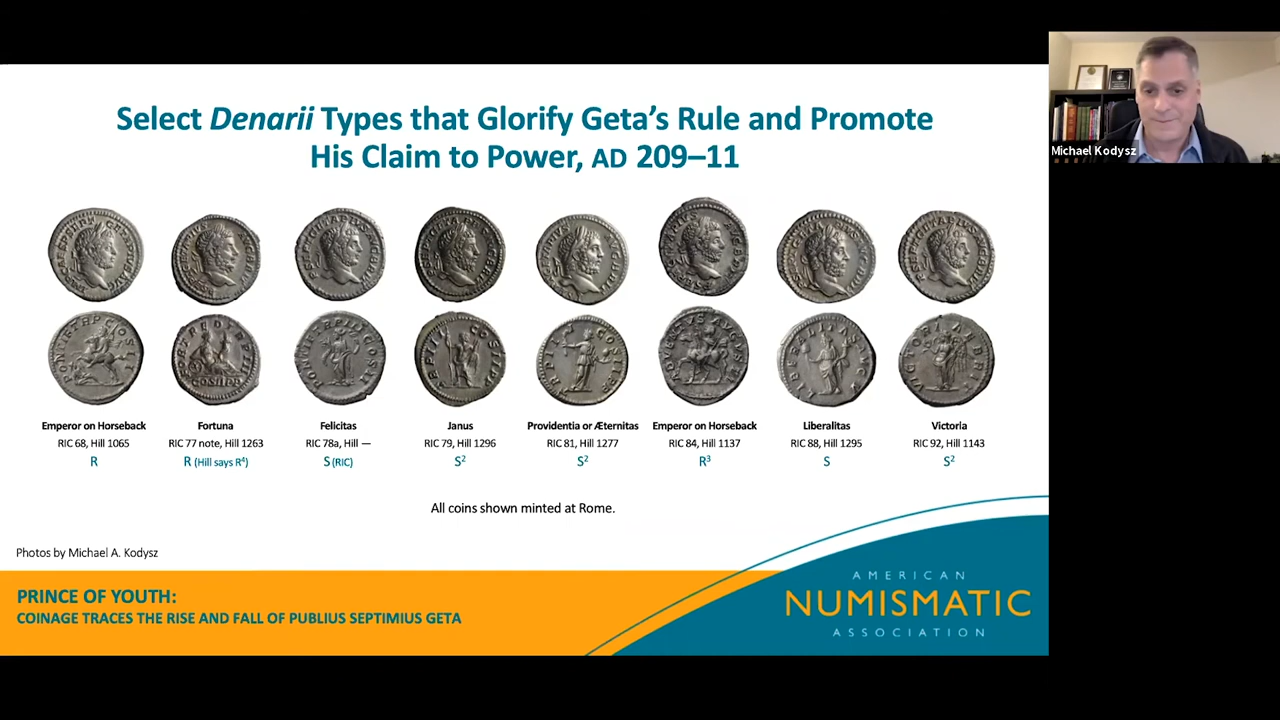 Select Denarii Types that Glorify Geta's Rule and Promote
His Claim to Power, AD 209–11
Michael Kodysz
Emperor on Horseback
RIC 68, Hill 1065
R
Fortuna
RIC 77 note, Hill 1263
R (Hill says R⁴)
Felicitas
RIC 78a, Hill —
S (RIC)
Janus
RIC 79, Hill 1296
S²
Providentia or Æternitas
RIC 81, Hill 1277
S²
Emperor on Horseback
RIC 84, Hill 1137
R³
Liberalitas
RIC 88, Hill 1295
S
Victoria
RIC 92, Hill 1143
S²
All coins shown minted at Rome.
Photos by Michael A. Kodysz
PRINCE OF YOUTH:
COINAGE TRACES THE RISE AND FALL OF PUBLIUS SEPTIMIUS GETA
AMERICAN
NUMISMATIC
ASSOCIATION